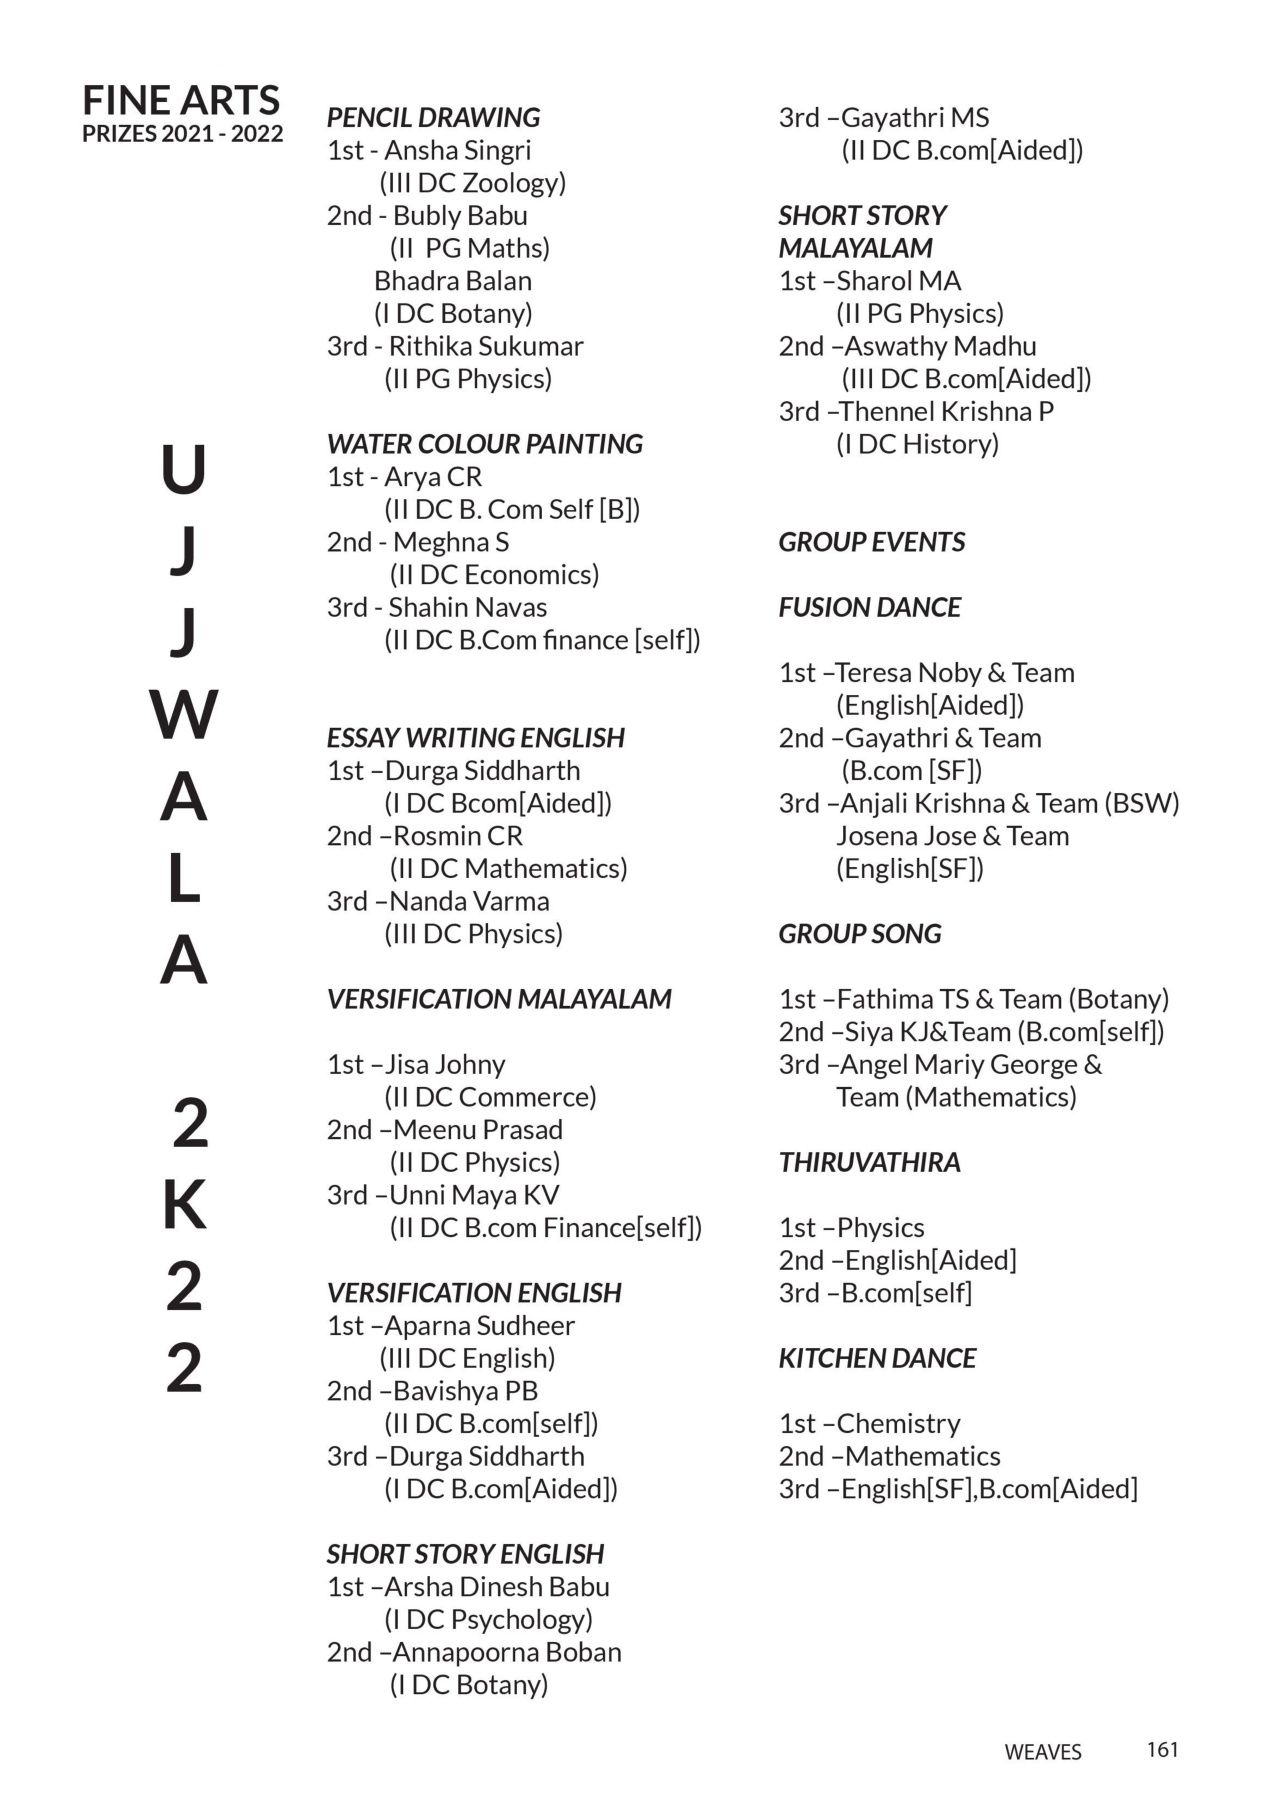 FINE ARTS
PRIZES 2021 - 2022
U
J
J
W
A
L
A
2
K
2
2
PENCIL DRAWING
1st - Ansha Singri
(III DC Zoology)
2nd - Bubly Babu
(II  PG Maths)
Bhadra Balan
(I DC Botany)
3rd - Rithika Sukumar
(II PG Physics)
WATER COLOUR PAINTING
1st - Arya CR
(II DC B. Com Self [B])
2nd - Meghna S
(II DC Economics)
3rd - Shahin Navas
(II DC B.Com finance [self])
ESSAY WRITING ENGLISH
1st –Durga Siddharth
(I DC Bcom[Aided])
2nd –Rosmin CR
(II DC Mathematics)
3rd –Nanda Varma
(III DC Physics)
VERSIFICATION MALAYALAM
1st –Jisa Johny
(II DC Commerce)
2nd –Meenu Prasad
(II DC Physics)
3rd –Unni Maya KV
(II DC B.com Finance[self])
VERSIFICATION ENGLISH
1st –Aparna Sudheer
(III DC English)
2nd –Bavishya PB
(II DC B.com[self])
3rd –Durga Siddharth
(I DC B.com[Aided])
SHORT STORY ENGLISH
1st –Arsha Dinesh Babu
(I DC Psychology)
2nd –Annapoorna Boban
(I DC Botany)
3rd –Gayathri MS
(II DC B.com[Aided])
SHORT STORY
MALAYALAM
1st –Sharol MA
(II PG Physics)
2nd –Aswathy Madhu
(III DC B.com[Aided])
3rd –Thennel Krishna P
(I DC History)
GROUP EVENTS
FUSION DANCE
1st –Teresa Noby & Team
(English[Aided])
2nd –Gayathri & Team
(B.com [SF])
3rd –Anjali Krishna & Team (BSW)
Josena Jose & Team
(English[SF])
GROUP SONG
1st –Fathima TS & Team (Botany)
2nd –Siya KJ&Team (B.com[self])
3rd –Angel Mariy George &
Team (Mathematics)
THIRUVATHIRA
1st –Physics
2nd –English[Aided]
3rd –B.com[self]
KITCHEN DANCE
1st –Chemistry
2nd –Mathematics
3rd –English[SF],B.com[Aided]
WEAVES 161